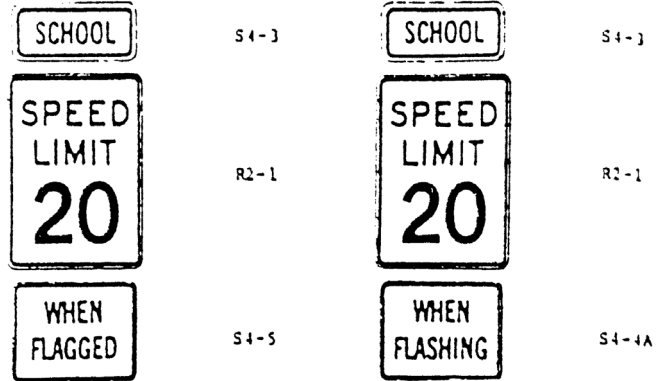 SCHOOL S4-3 SCHOOL S4-3
SPEED SPEED
LIMIT R2-1 LIMIT R2-1
20 20
WHEN WHEN
FLAGGED S4-5 FLASHING S4-4A